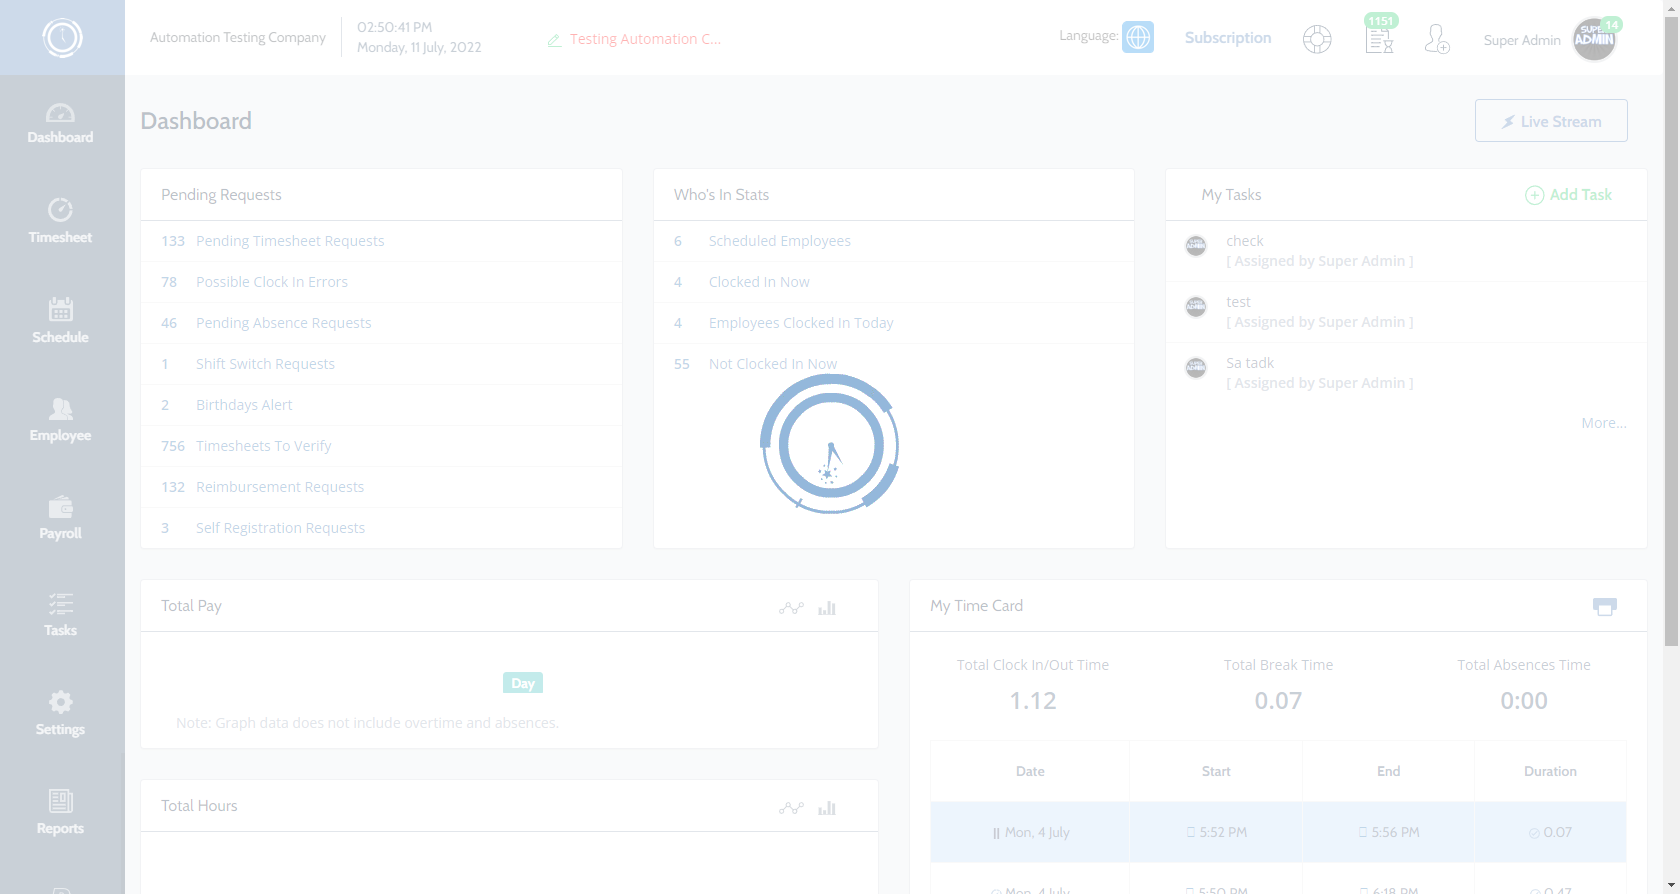 Automation Testing Company
02:50:41 PM
Monday, 11 July, 2022
Testing Automation C...
Language:
Subscription
1151
Super Admin
SUPER
ADMIN
14
Dashboard
Timesheet
Schedule
Employee
Payroll
Tasks
Settings
Reports
Dashboard
Live Stream
Pending Requests
133 Pending Timesheet Requests
78 Possible Clock In Errors
46 Pending Absence Requests
1 Shift Switch Requests
2 Birthdays Alert
756 Timesheets To Verify
132 Reimbursement Requests
3 Self Registration Requests
Who's In Stats
6 Scheduled Employees
4 Clocked In Now
4 Employees Clocked In Today
55 Not Clocked In Now
My Tasks
Add Task
check
[ Assigned by Super Admin ]
test
[ Assigned by Super Admin ]
Sa tadk
[ Assigned by Super Admin ]
More...
Total Pay
Day
Note: Graph data does not include overtime and absences.
Total Hours
My Time Card
Total Clock In/Out Time Total Break Time Total Absences Time
1.12 0.07 0:00
Date Start End Duration
Mon, 4 July 5:52 PM 5:56 PM 0.07
Mon, 4 July 5:50 PM 6:18 PM 0.47